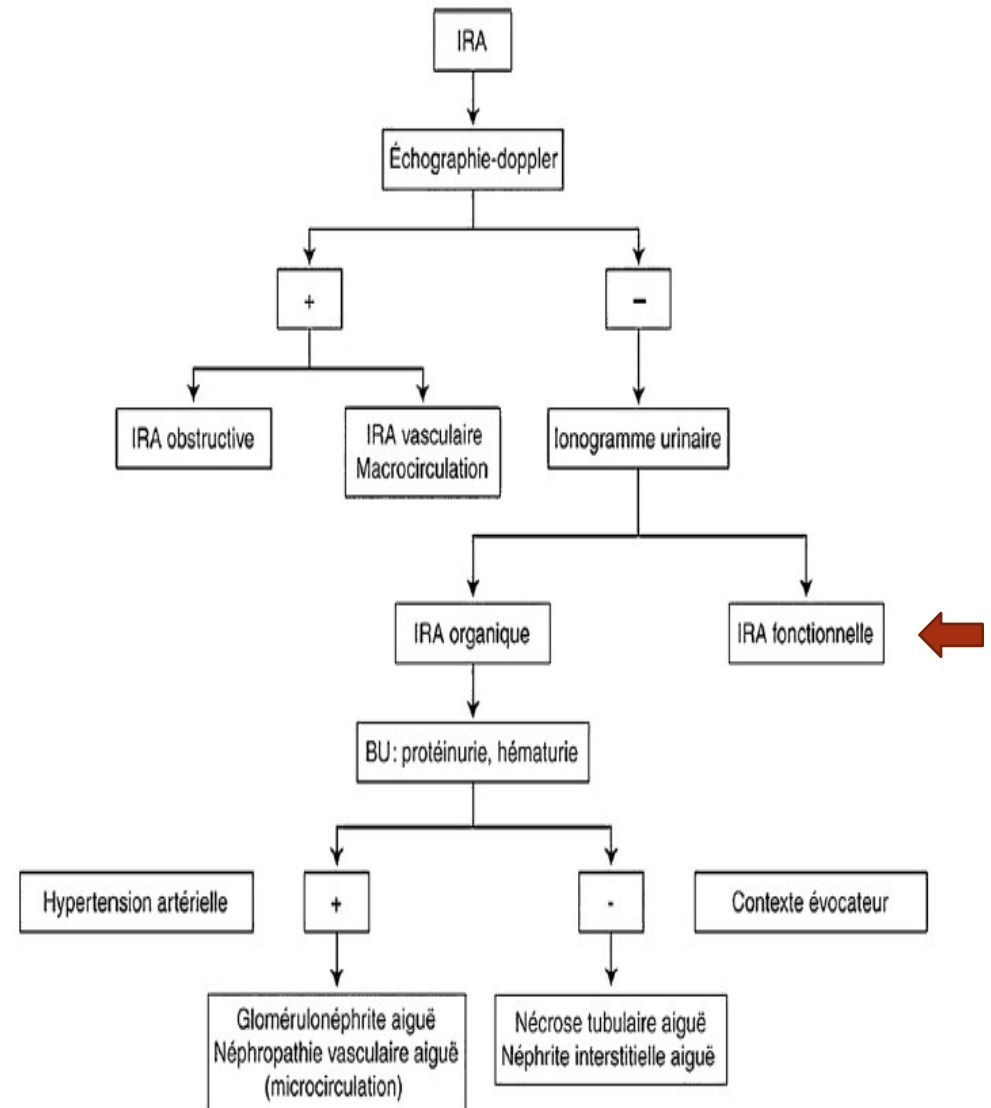 IRA
Échographie-doppler
+
–
IRA obstructive
IRA vasculaire
Macrocirculation
Ionogramme urinaire
IRA organique
IRA fonctionnelle
BU: protéinurie, hématurie
Hypertension artérielle
+
-
Contexte évocateur
Glomérulonéphrite aiguë
Néphropathie vasculaire aiguë
(microcirculation)
Nécrose tubulaire aiguë
Néphrite interstitielle aiguë